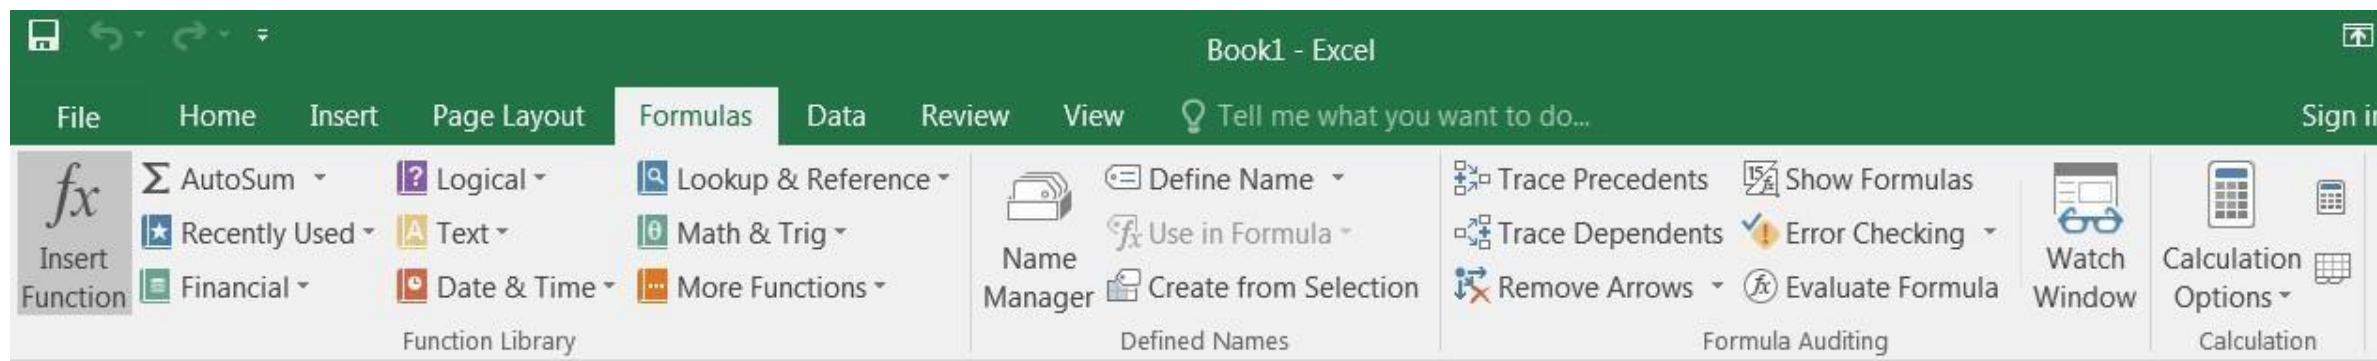 Book1 - Excel
File Home Insert Page Layout Formulas Data Review View Tell me what you want to do... Sign
fx Insert Function
AutoSum
Recently Used
Financial
Logical
Text
Date & Time
Lookup & Reference
Math & Trig
More Functions
Function Library
Name Manager
Define Name
Use in Formula
Create from Selection
Defined Names
Trace Precedents
Trace Dependents
Remove Arrows
Show Formulas
Error Checking
Evaluate Formula
Watch Window
Formula Auditing
Calculation Options
Calculation